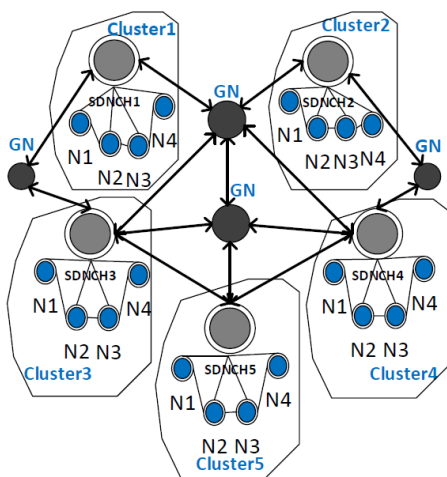 Cluster1
Cluster2
SDNCH1
GN
SDNCH2
N1
N4
N2 N3
N1
N2 N3 N4
GN
GN
GN
SDNCH3
SDNCH4
N1
N4
N1
N4
N2 N3
N2 N3
Cluster3
SDNCH5
Cluster4
N1
N4
N2 N3
Cluster5